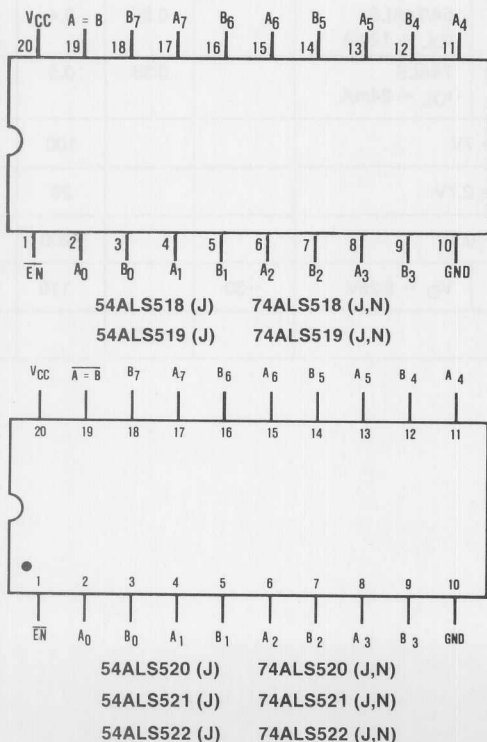 VCC A = B B7 A7 B6 A6 B5 A5 B4 A4
20 19 18 17 16 15 14 13 12 11
1 2 3 4 5 6 7 8 9 10
EN A0 B0 A1 B1 A2 B2 A3 B3 GND
54ALS518 (J) 74ALS518 (J,N)
54ALS519 (J) 74ALS519 (J,N)
VCC A = B B7 A7 B6 A6 B5 A5 B4 A4
20 19 18 17 16 15 14 13 12 11
1 2 3 4 5 6 7 8 9 10
EN A0 B0 A1 B1 A2 B2 A3 B3 GND
54ALS520 (J) 74ALS520 (J,N)
54ALS521 (J) 74ALS521 (J,N)
54ALS522 (J) 74ALS522 (J,N)